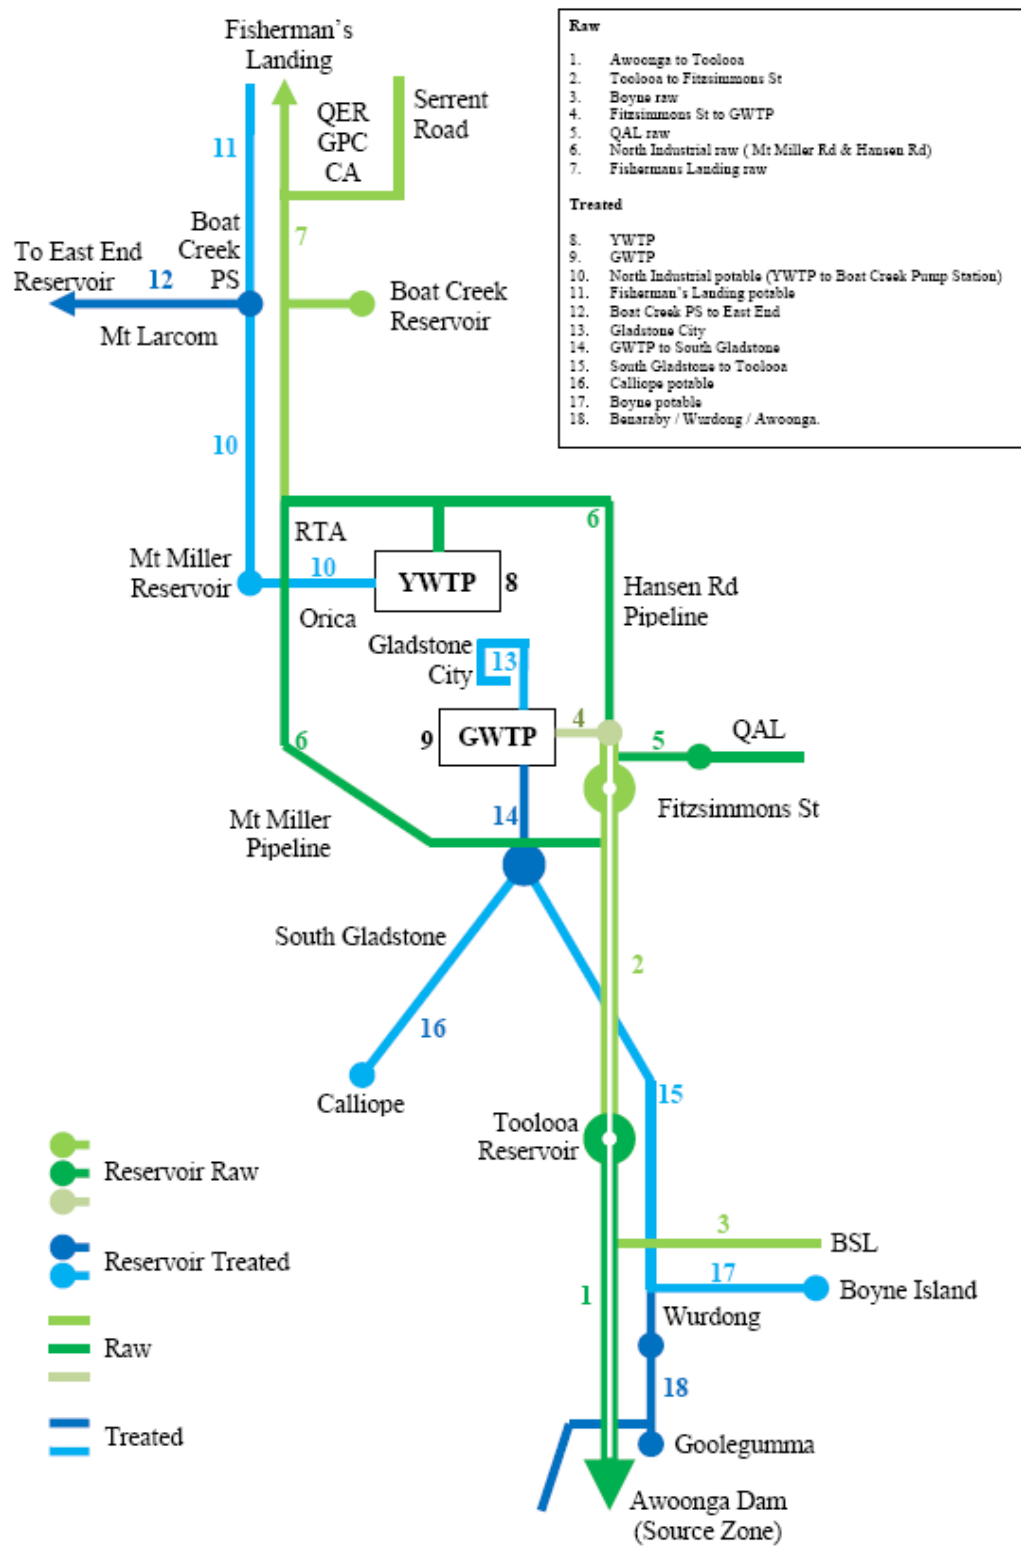 Fisherman's
Landing
QER
GPC
CA
Serrent
Road
11
7
Boat
Creek
PS
To East End
Reservoir
12
Mt Larcom
Boat Creek
Reservoir
10
6
RTA
Mt Miller
Reservoir
10
YWTP
8
Orica
Hansen Rd
Pipeline
Gladstone
City
13
4
9
GWTP
5
QAL
6
14
Fitzsimmons St
Mt Miller
Pipeline
South Gladstone
2
16
Calliope
15
Toolooa
Reservoir
3
BSL
17
Boyne Island
1
Wurdong
18
Goolegumma
Awoonga Dam
(Source Zone)
Reservoir Raw
Reservoir Treated
Raw
Treated
Raw
1. Awoonga to Toolooa
2. Toolooa to Fitzsimmons St
3. Boyne raw
4. Fitzsimmons St to GWTP
5. QAL raw
6. North Industrial raw ( Mt Miller Rd & Hansen Rd)
7. Fishermans Landing raw
Treated
8. YWTP
9. GWTP
10. North Industrial potable (YWTP to Boat Creek Pump Station)
11. Fisherman's Landing potable
12. Boat Creek PS to East End
13. Gladstone City
14. GWTP to South Gladstone
15. South Gladstone to Toolooa
16. Calliope potable
17. Boyne potable
18. Benaraby / Wurdong / Awoonga.